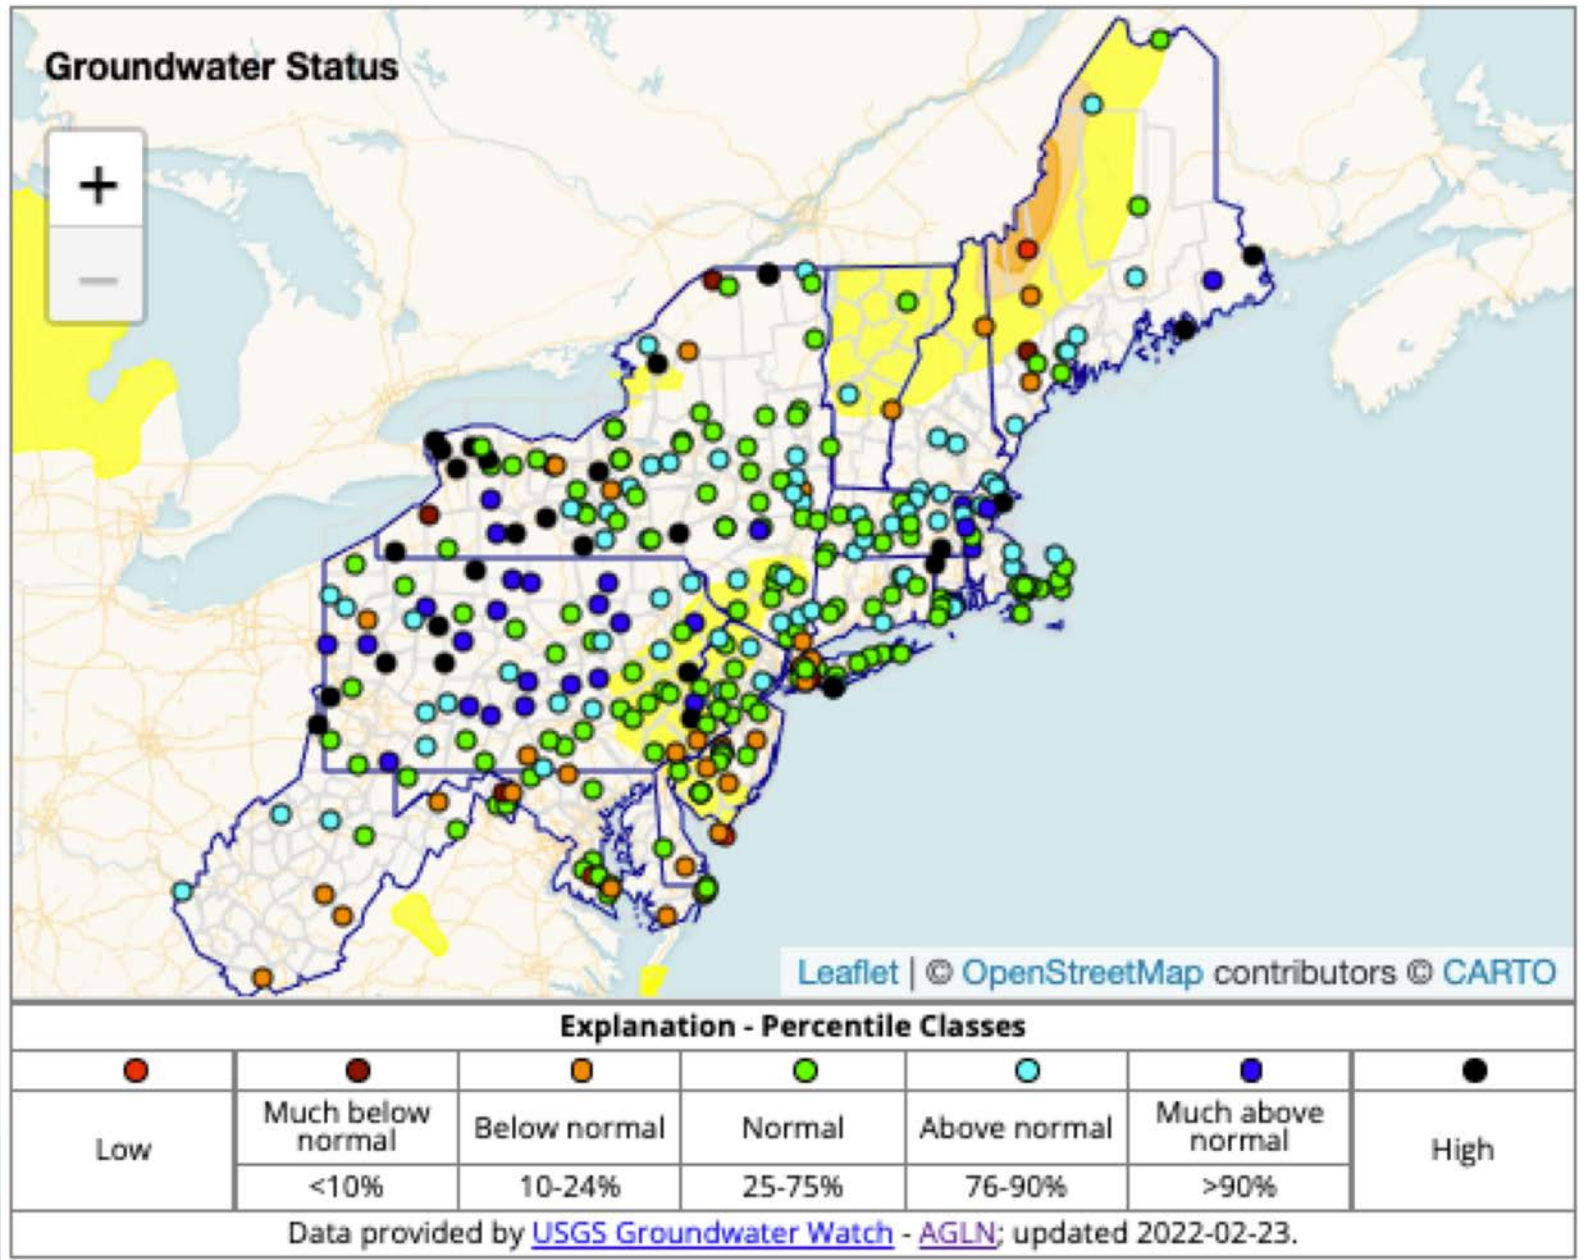 Groundwater Status
+
−
Leaflet | © OpenStreetMap contributors © CARTO
Explanation - Percentile Classes
Low
Much below normal
Below normal
Normal
Above normal
Much above normal
High
<10%
10-24%
25-75%
76-90%
>90%
Data provided by USGS Groundwater Watch - AGLN; updated 2022-02-23.